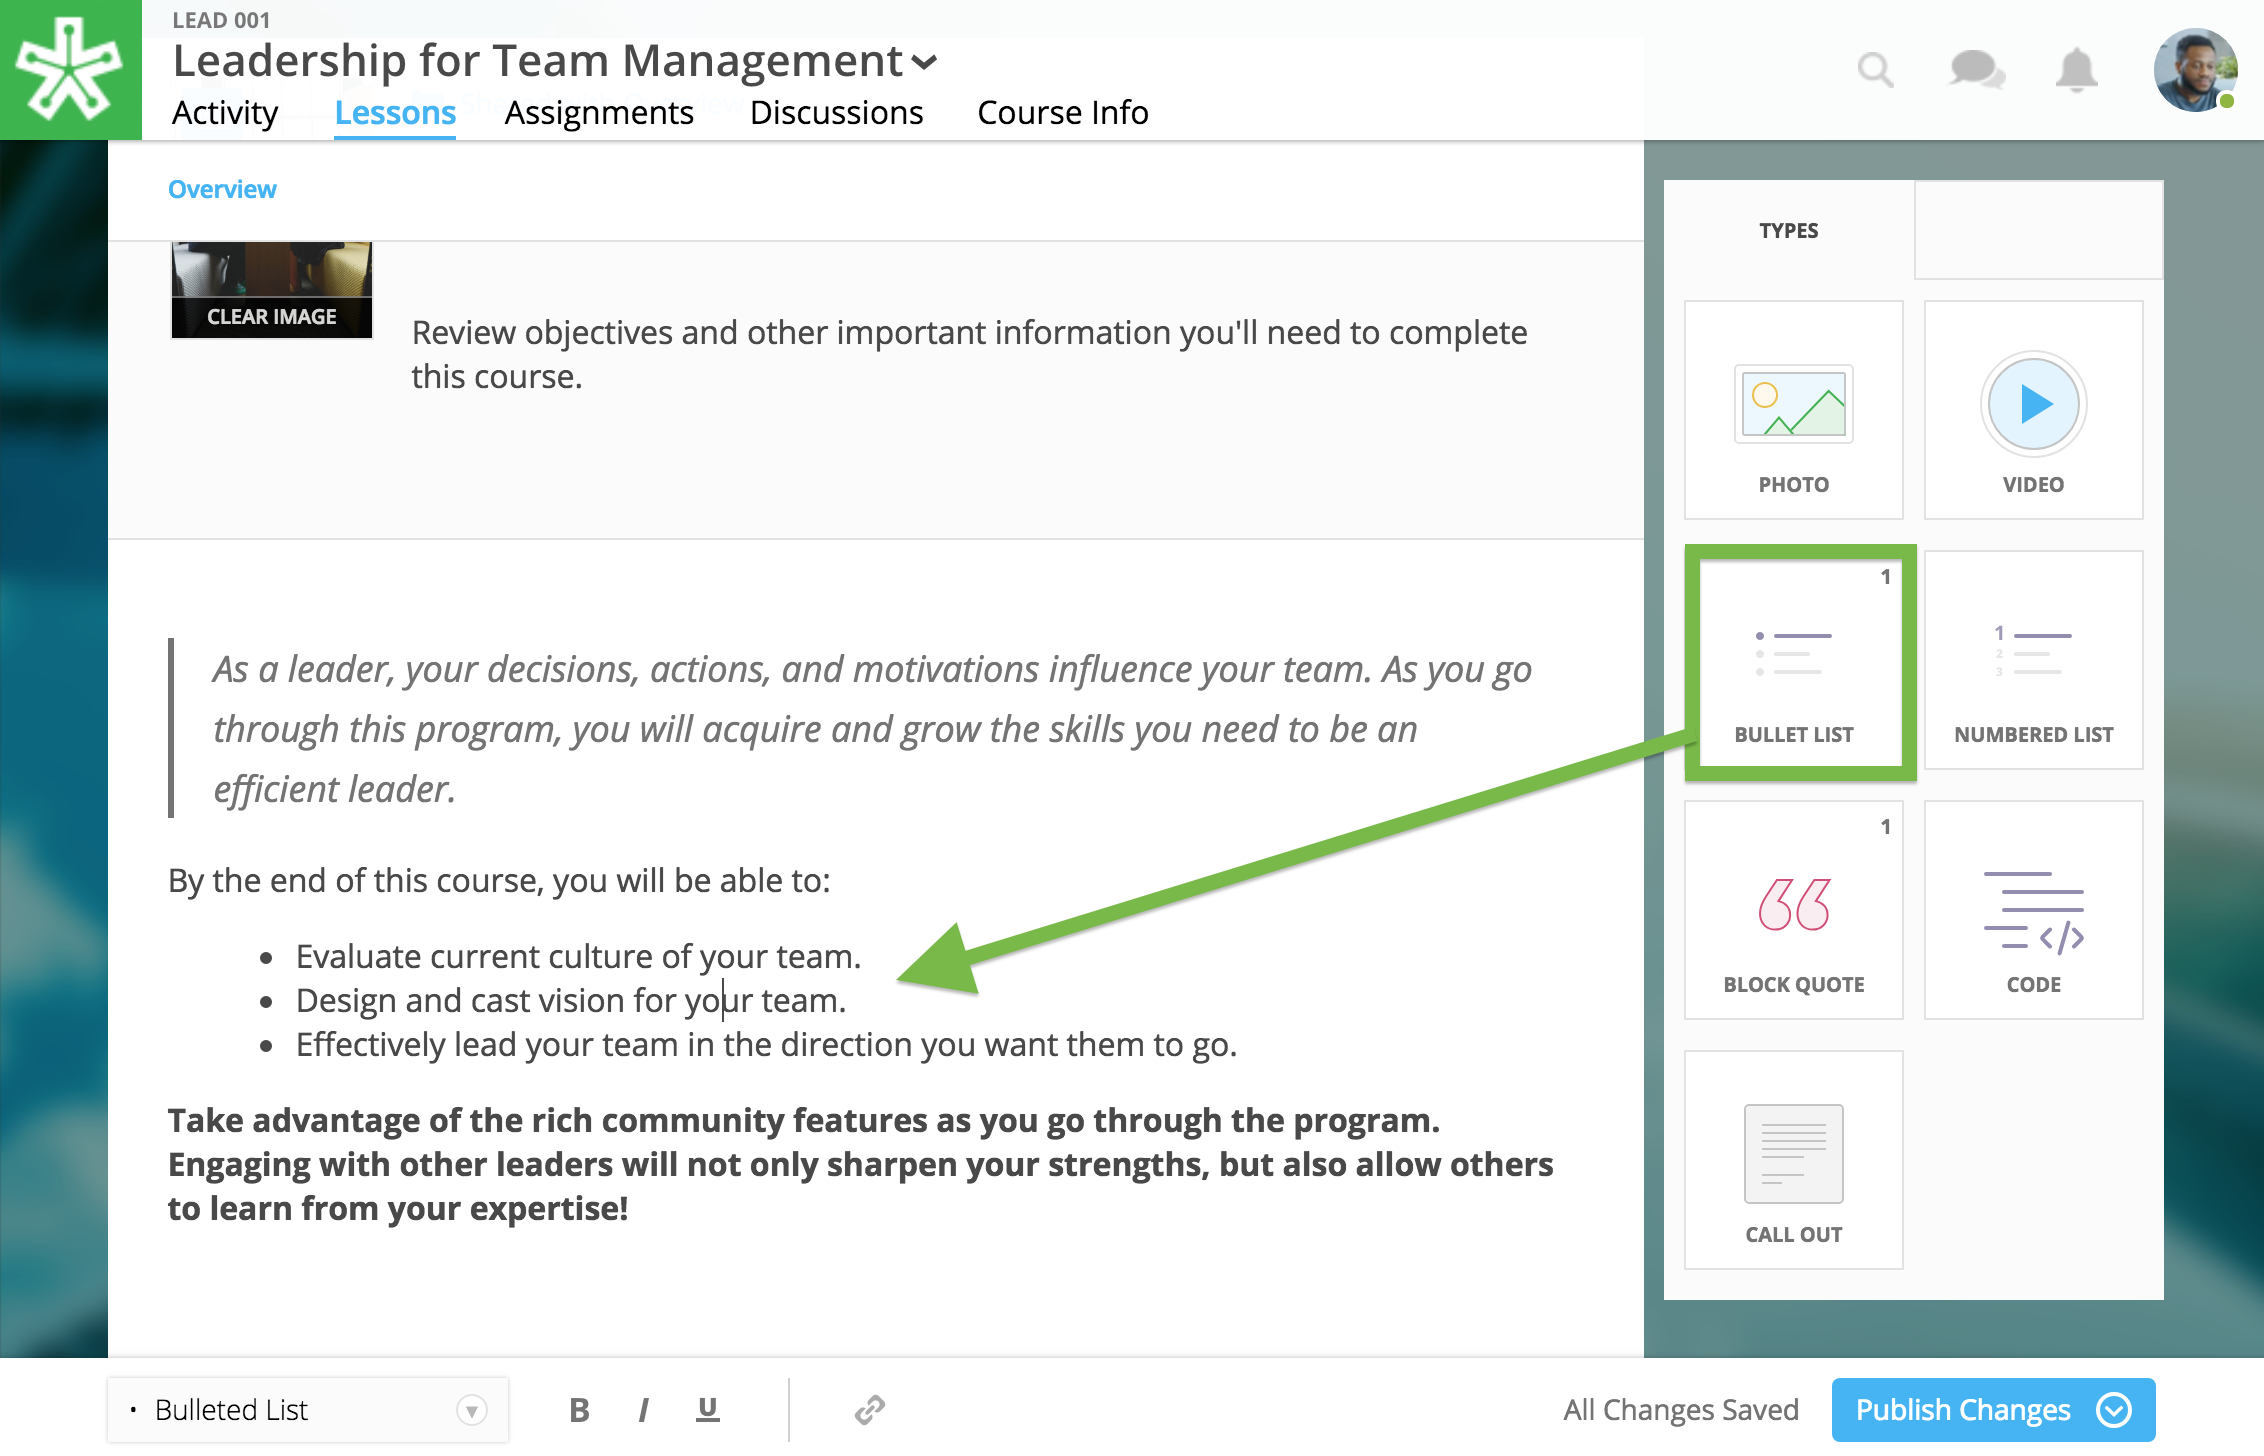 LEAD 001
Leadership for Team Management
Activity
Lessons
Assignments
Discussions
Course Info
Overview
CLEAR IMAGE
Review objectives and other important information you'll need to complete
this course.
As a leader, your decisions, actions, and motivations influence your team. As you go
through this program, you will acquire and grow the skills you need to be an
efficient leader.
By the end of this course, you will be able to:
• Evaluate current culture of your team.
• Design and cast vision for your team.
• Effectively lead your team in the direction you want them to go.
Take advantage of the rich community features as you go through the program.
Engaging with other leaders will not only sharpen your strengths, but also allow others
to learn from your expertise!
TYPES
PHOTO
VIDEO
1
BULLET LIST
1
2
3
NUMBERED LIST
1
BLOCK QUOTE
</>
CODE
CALL OUT
• Bulleted List
B I U
All Changes Saved
Publish Changes